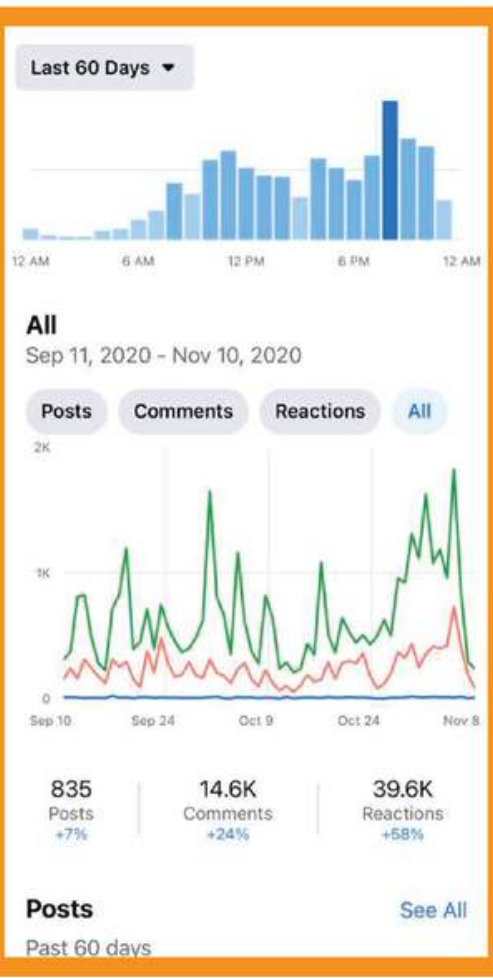 Last 60 Days
12 AM 6 AM 12 PM 6 PM 12 AM
All
Sep 11, 2020 - Nov 10, 2020
Posts Comments Reactions All
2K
1K
0
Sep 10 Sep 24 Oct 9 Oct 24 Nov 8
835 14.6K 39.6K
Posts Comments Reactions
+7% +24% +58%
Posts See All
Past 60 days